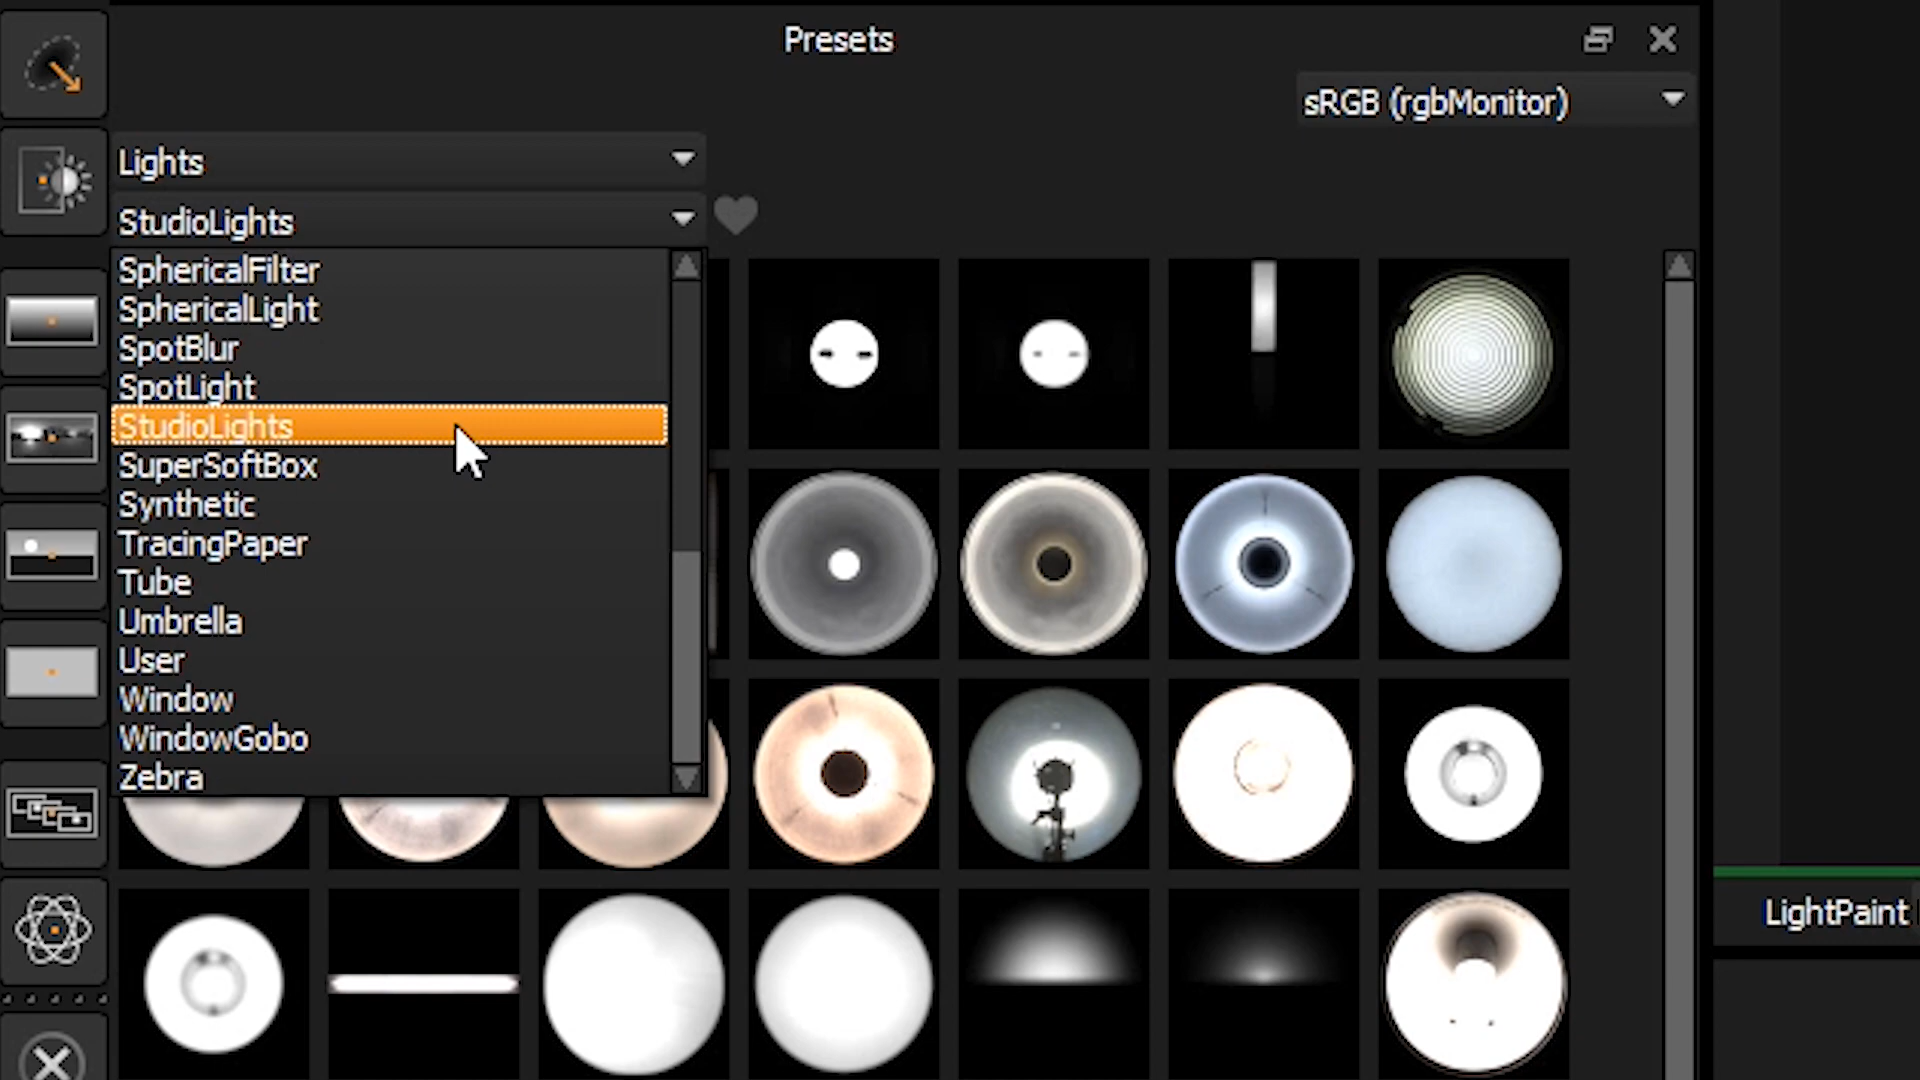 Presets
sRGB (rgbMonitor)
Lights
StudioLights
SphericalFilter
SphericalLight
SpotBlur
SpotLight
StudioLights
SuperSoftBox
Synthetic
TracingPaper
Tube
Umbrella
User
Window
WindowGobo
Zebra
LightPaint